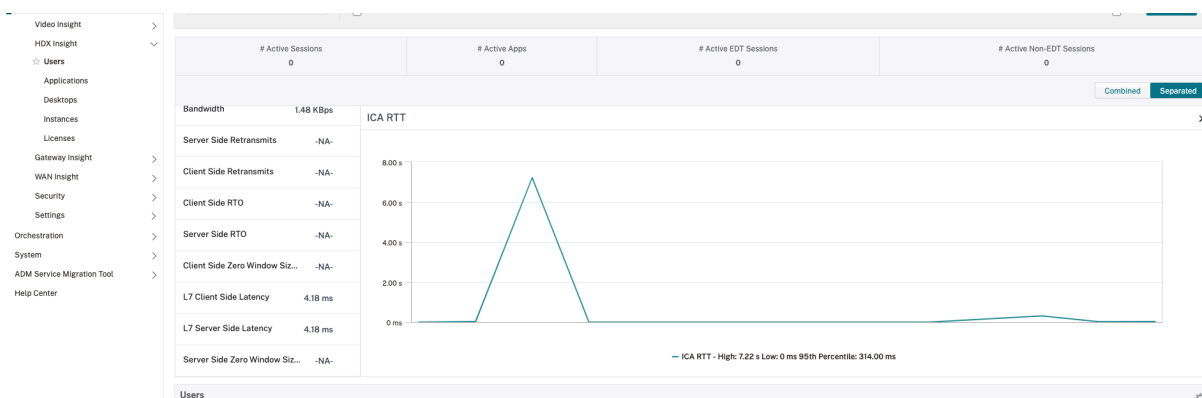 Video Insight
HDX Insight
Users
Applications
Desktops
Instances
Licenses
Gateway Insight
WAN Insight
Security
Settings
Orchestration
System
ADM Service Migration Tool
Help Center
# Active Sessions
0
# Active Apps
0
# Active EDT Sessions
0
# Active Non-EDT Sessions
0
Combined
Separated
Bandwidth 1.48 KBps
Server Side Retransmits -NA-
Client Side Retransmits -NA-
Client Side RTO -NA-
Server Side RTO -NA-
Client Side Zero Window Siz... -NA-
L7 Client Side Latency 4.18 ms
L7 Server Side Latency 4.18 ms
Server Side Zero Window Siz... -NA-
ICA RTT
8.00 s
6.00 s
4.00 s
2.00 s
0 ms
ICA RTT - High: 7.22 s Low: 0 ms 95th Percentile: 314.00 ms
Users